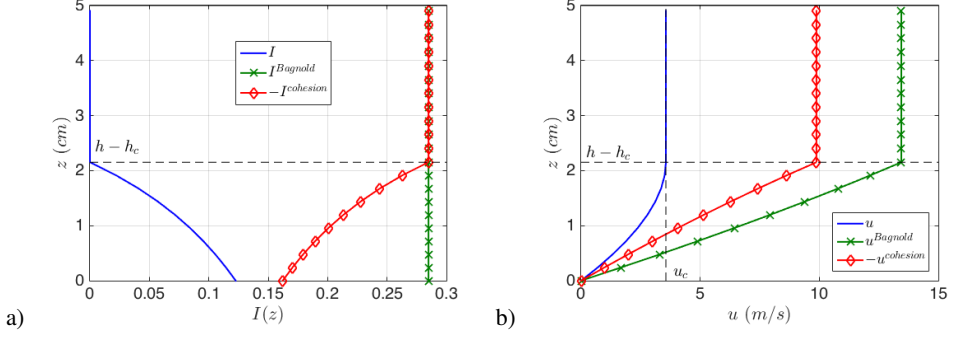 5
4
3
2
1
0
z (cm)
h − h_c
I
I^{Bagnold}
−I^{cohesion}
0
0.05
0.1
0.15
0.2
0.25
0.3
I(z)
a)
5
4
3
2
1
0
z (cm)
h − h_c
u_c
u
u^{Bagnold}
−u^{cohesion}
0
5
10
15
u (m/s)
b)